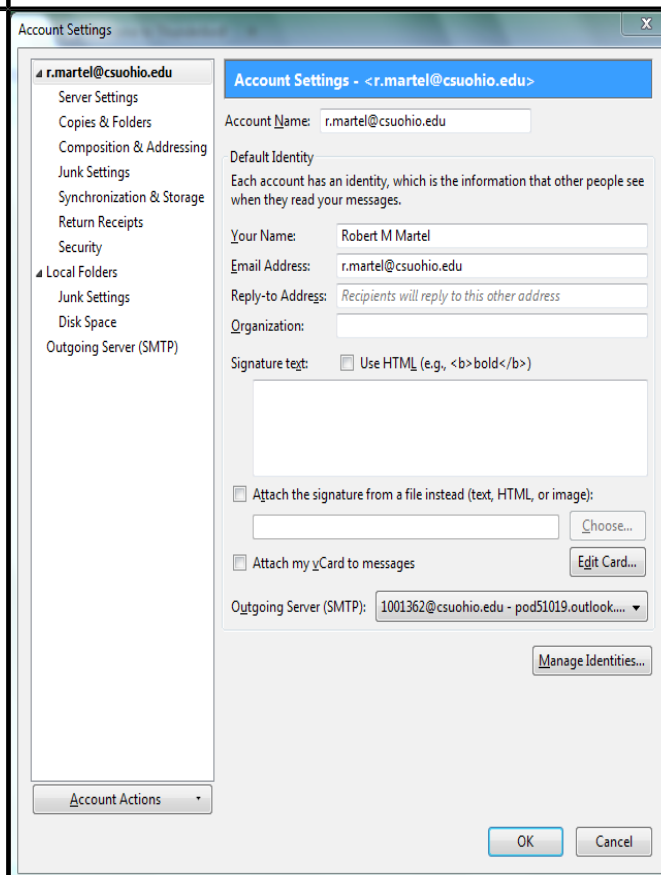 Account Settings
X
r.martel@csuohio.edu
Server Settings
Copies & Folders
Composition & Addressing
Junk Settings
Synchronization & Storage
Return Receipts
Security
Local Folders
Junk Settings
Disk Space
Outgoing Server (SMTP)
Account Actions
Account Settings - <r.martel@csuohio.edu>
Account Name: r.martel@csuohio.edu
Default Identity
Each account has an identity, which is the information that other people see
when they read your messages.
Your Name: Robert M Martel
Email Address: r.martel@csuohio.edu
Reply-to Address: Recipients will reply to this other address
Organization:
Signature text: Use HTML (e.g., <b>bold</b>)
Attach the signature from a file instead (text, HTML, or image):
Choose...
Attach my vCard to messages
Edit Card...
Outgoing Server (SMTP): 1001362@csuohio.edu - pod51019.outlook....
Manage Identities...
OK Cancel